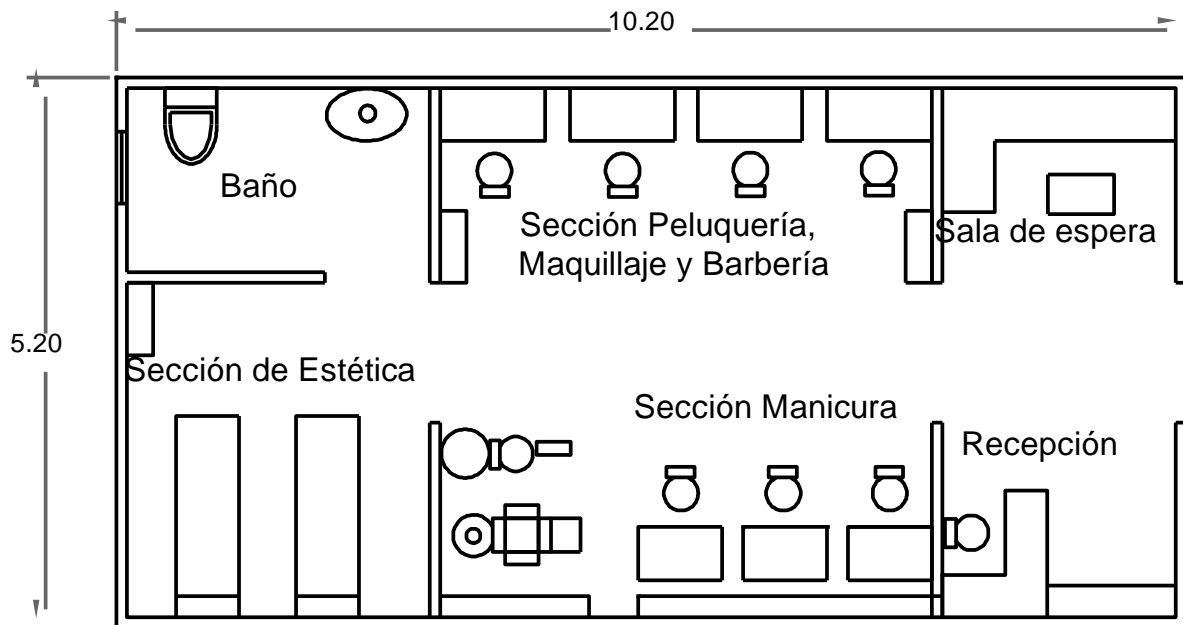 10.20
Baño
Sección Peluquería,
Maquillaje y Barbería
Sala de espera
5.20
Sección de Estética
Sección Manicura
Recepción